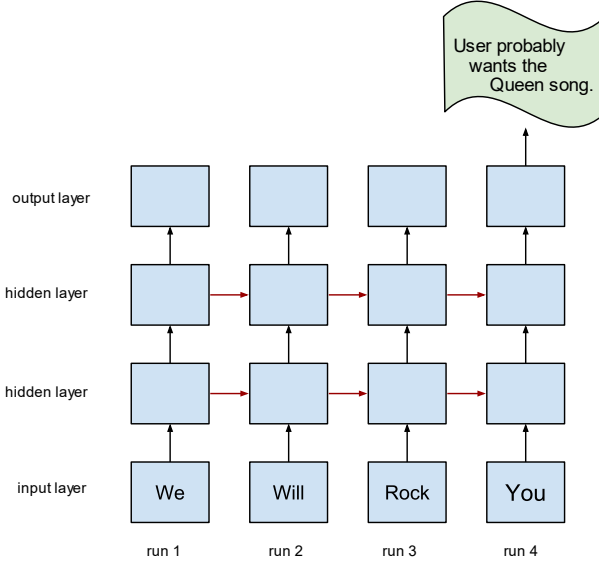 User probably
wants the
Queen song.
output layer
hidden layer
hidden layer
input layer
We
Will
Rock
You
run 1
run 2
run 3
run 4